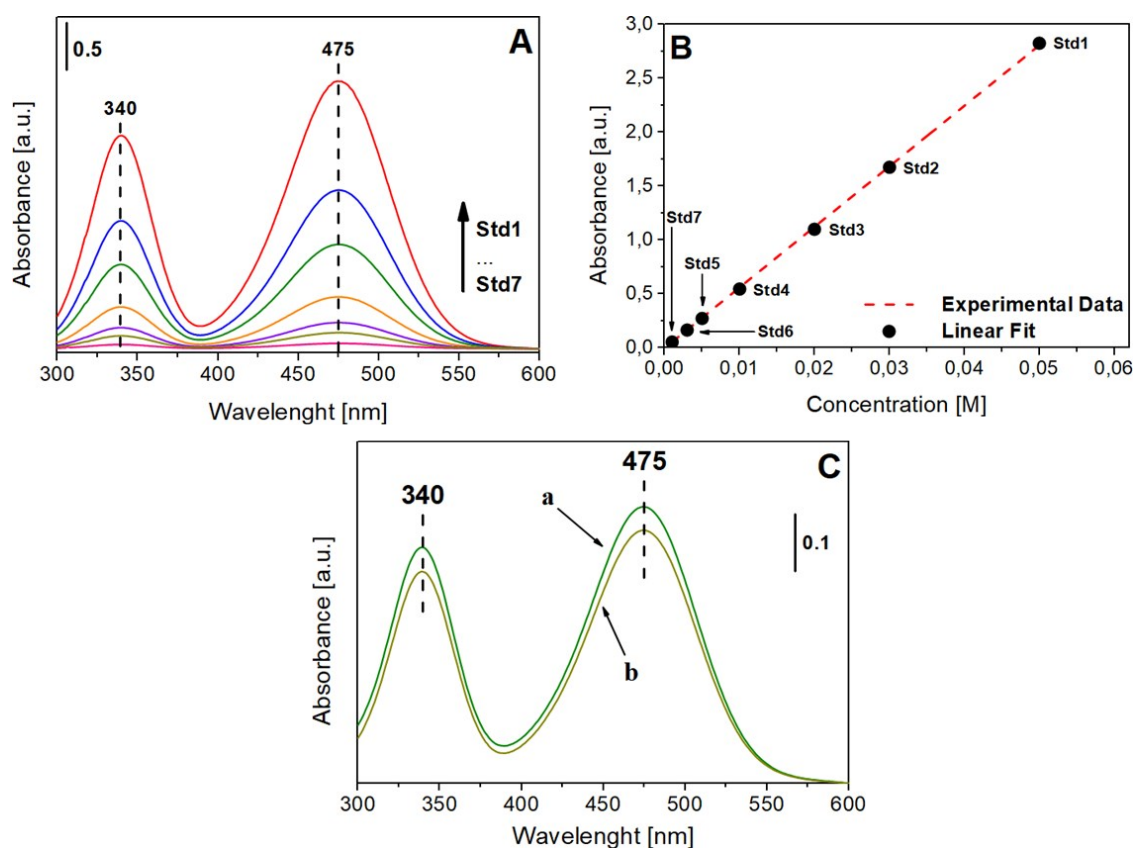 A
0.5
475
340
Std1
...
Std7
Absorbance [a.u.]
300 350 400 450 500 550 600
Wavelenght [nm]
B
3,0
2,5
2,0
1,5
1,0
0,5
0,0
Absorbance [a.u.]
Std1
Std2
Std3
Std7
Std5
Std4
Std6
Experimental Data
Linear Fit
0,00 0,01 0,02 0,03 0,04 0,05 0,06
Concentration [M]
C
475
340
a
0.1
b
Absorbance [a.u.]
300 350 400 450 500 550 600
Wavelenght [nm]